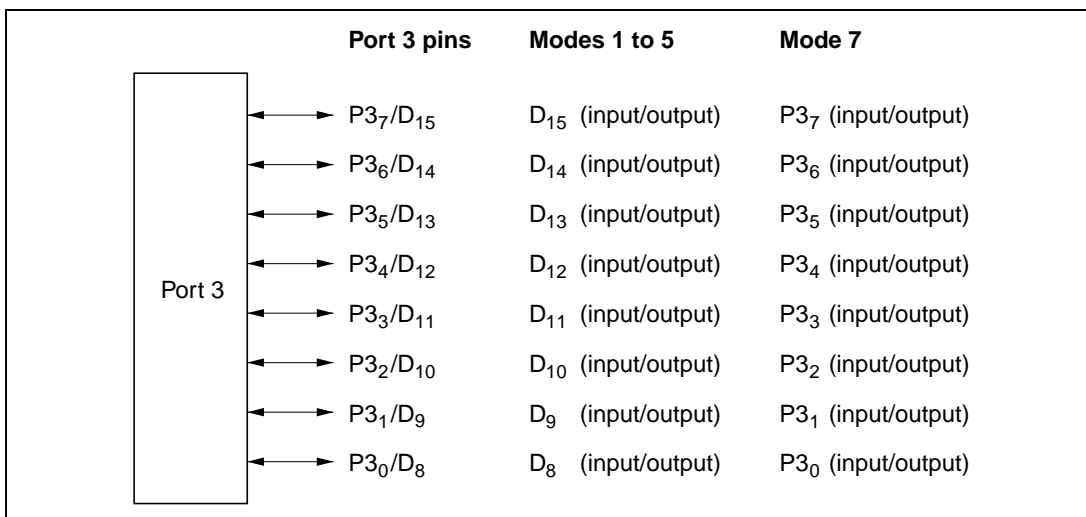 Port 3 pins Modes 1 to 5 Mode 7
P3₇/D₁₅ D₁₅ (input/output) P3₇ (input/output)
P3₆/D₁₄ D₁₄ (input/output) P3₆ (input/output)
P3₅/D₁₃ D₁₃ (input/output) P3₅ (input/output)
P3₄/D₁₂ D₁₂ (input/output) P3₄ (input/output)
Port 3
P3₃/D₁₁ D₁₁ (input/output) P3₃ (input/output)
P3₂/D₁₀ D₁₀ (input/output) P3₂ (input/output)
P3₁/D₉ D₉ (input/output) P3₁ (input/output)
P3₀/D₈ D₈ (input/output) P3₀ (input/output)